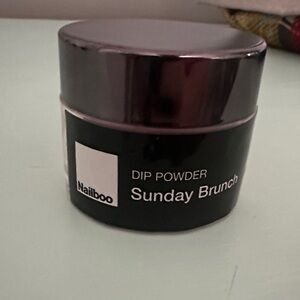 Nailboo
DIP POWDER
Sunday Brunch